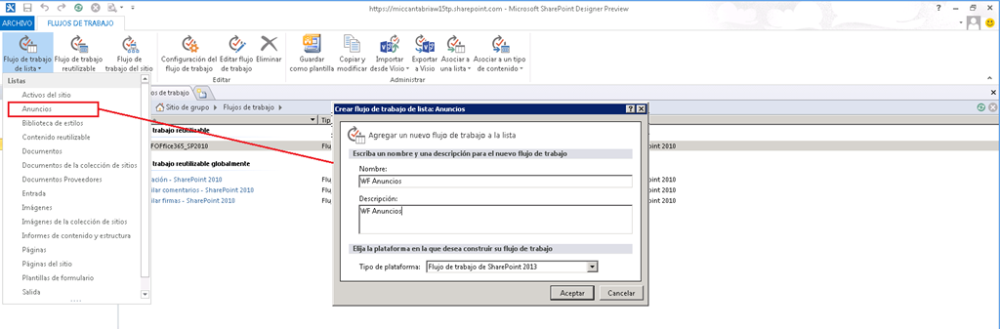 https://miccantabriaw15tp.sharepoint.com - Microsoft SharePoint Designer Preview
ARCHIVO
FLUJOS DE TRABAJO
Flujo de trabajo de lista
Flujo de trabajo reutilizable
Flujo de trabajo del sitio
Configuración del flujo de trabajo
Editar flujo de trabajo
Eliminar
Guardar como plantilla
Copiar y modificar
Importar desde Visio
Exportar a Visio
Asociar a una lista
Asociar a un tipo de contenido
Editar
Administrar
Listas
Activos del sitio
Anuncios
Biblioteca de estilos
Contenido reutilizable
Documentos
Documentos de la colección de sitios
Documentos Proveedores
Entrada
Imágenes
Imágenes de la colección de sitios
Informes de contenido y estructura
Páginas
Páginas del sitio
Plantillas de formulario
Salida
os de trabajo
Sitio de grupo
Flujos de trabajo
Tip
trabajo reutilizable
FOffice365_SP2010
Flu
Point 2010
trabajo reutilizable globalmente
ación - SharePoint 2010
Flu
Point 2010
ilar comentarios - SharePoint 2010
Flu
Point 2010
ilar firmas - SharePoint 2010
Flu
Point 2010
Crear flujo de trabajo de lista: Anuncios
Agregar un nuevo flujo de trabajo a la lista
Escriba un nombre y una descripción para el nuevo flujo de trabajo
Nombre:
WF Anuncios
Descripción:
WF Anuncios
Elija la plataforma en la que desea construir su flujo de trabajo
Tipo de plataforma:
Flujo de trabajo de SharePoint 2013
Aceptar
Cancelar